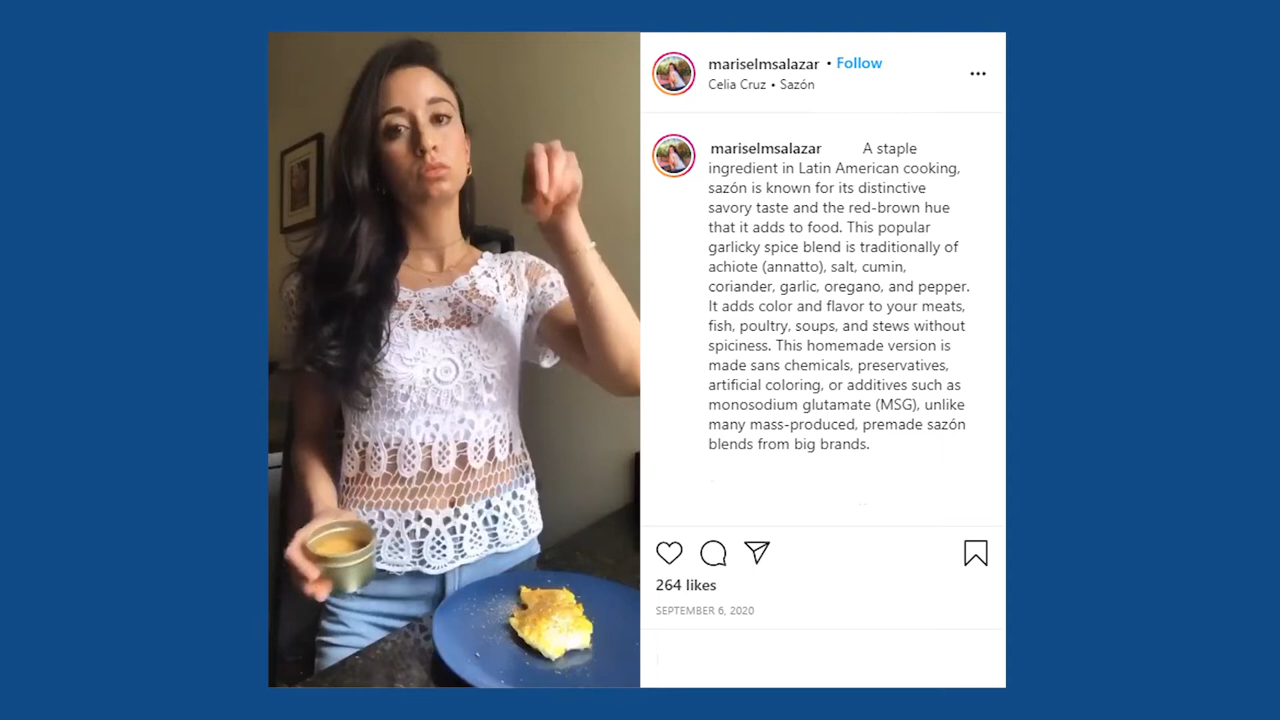 mariselmsalazar • Follow
Celia Cruz • Sazón
mariselmsalazar A staple
ingredient in Latin American cooking,
sazón is known for its distinctive
savory taste and the red-brown hue
that it adds to food. This popular
garlicky spice blend is traditionally of
achiote (annatto), salt, cumin,
coriander, garlic, oregano, and pepper.
It adds color and flavor to your meats,
fish, poultry, soups, and stews without
spiciness. This homemade version is
made sans chemicals, preservatives,
artificial coloring, or additives such as
monosodium glutamate (MSG), unlike
many mass-produced, premade sazón
blends from big brands.
264 likes
SEPTEMBER 6, 2020